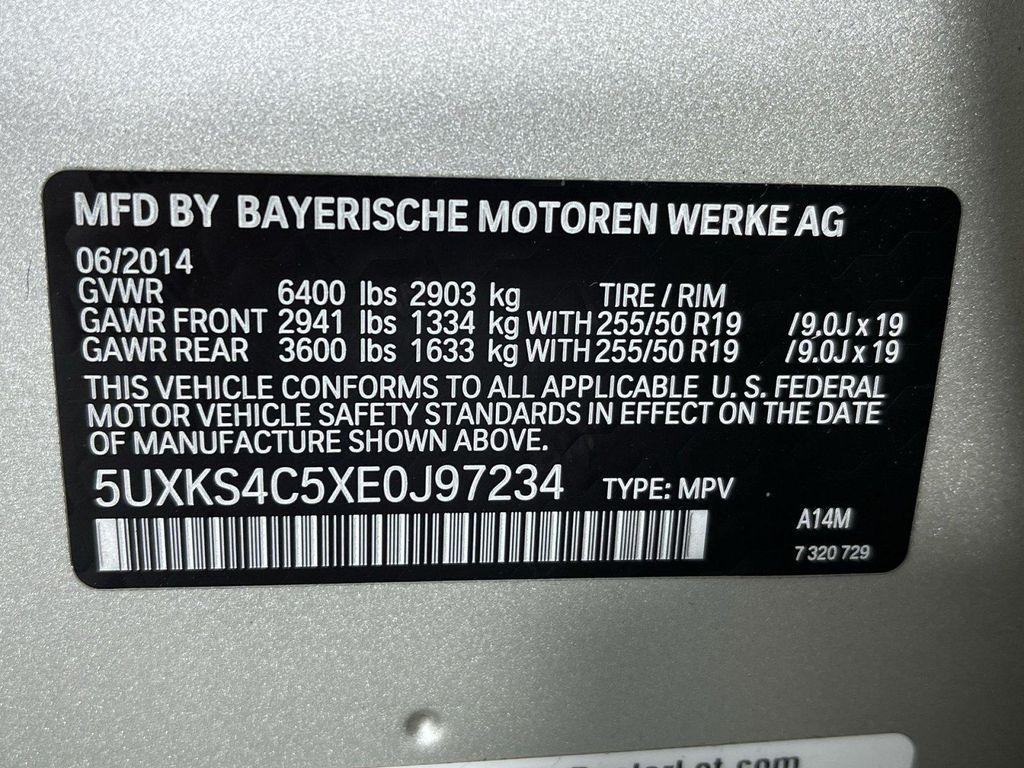 MFD BY BAYERISCHE MOTOREN WERKE AG
06/2014
GVWR 6400 lbs 2903 kg TIRE / RIM
GAWR FRONT 2941 lbs 1334 kg WITH 255/50 R19 /9.0J x 19
GAWR REAR 3600 lbs 1633 kg WITH 255/50 R19 /9.0J x 19
THIS VEHICLE CONFORMS TO ALL APPLICABLE U. S. FEDERAL
MOTOR VEHICLE SAFETY STANDARDS IN EFFECT ON THE DATE
OF MANUFACTURE SHOWN ABOVE.
5UXKS4C5XE0J97234 TYPE: MPV
A14M
7 320 729